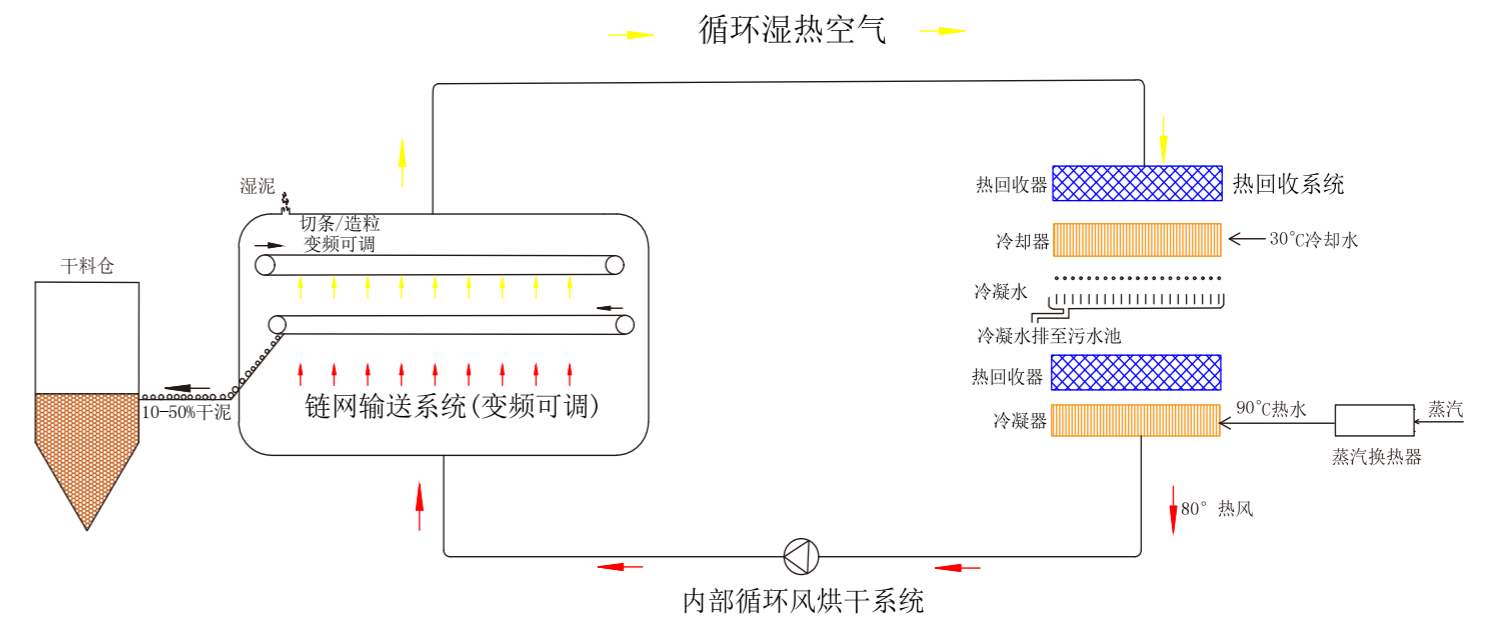 循环湿热空气
湿泥
切条/造粒
变频可调
热回收器
热回收系统
冷却器
30℃冷却水
干料仓
冷凝水
冷凝水排至污水池
热回收器
10-50%干泥
链网输送系统(变频可调)
冷凝器
90℃热水
蒸汽
蒸汽换热器
80° 热风
内部循环风烘干系统